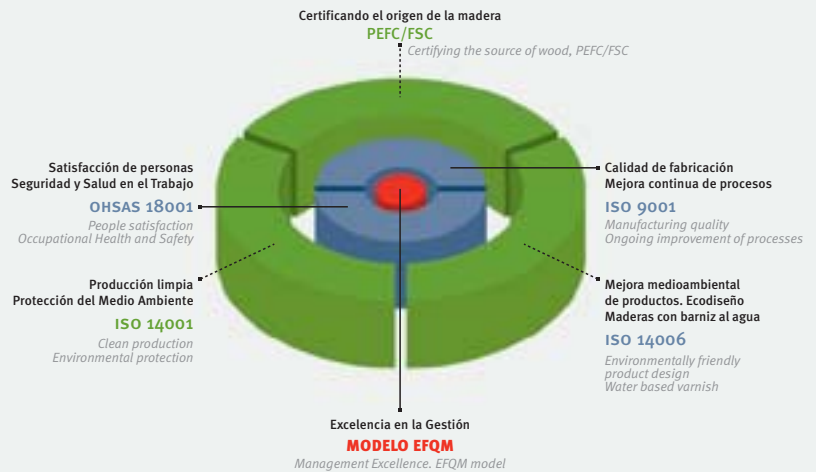 Certificando el origen de la madera
PEFC/FSC
Certifying the source of wood, PEFC/FSC
Satisfacción de personas
Seguridad y Salud en el Trabajo
OHSAS 18001
People satisfaction
Occupational Health and Safety
Calidad de fabricación
Mejora continua de procesos
ISO 9001
Manufacturing quality
Ongoing improvement of processes
Producción limpia
Protección del Medio Ambiente
ISO 14001
Clean production
Environmental protection
Mejora medioambiental
de productos. Ecodiseño
Maderas con barniz al agua
ISO 14006
Environmentally friendly
product design
Water based varnish
Excelencia en la Gestión
MODELO EFQM
Management Excellence. EFQM model